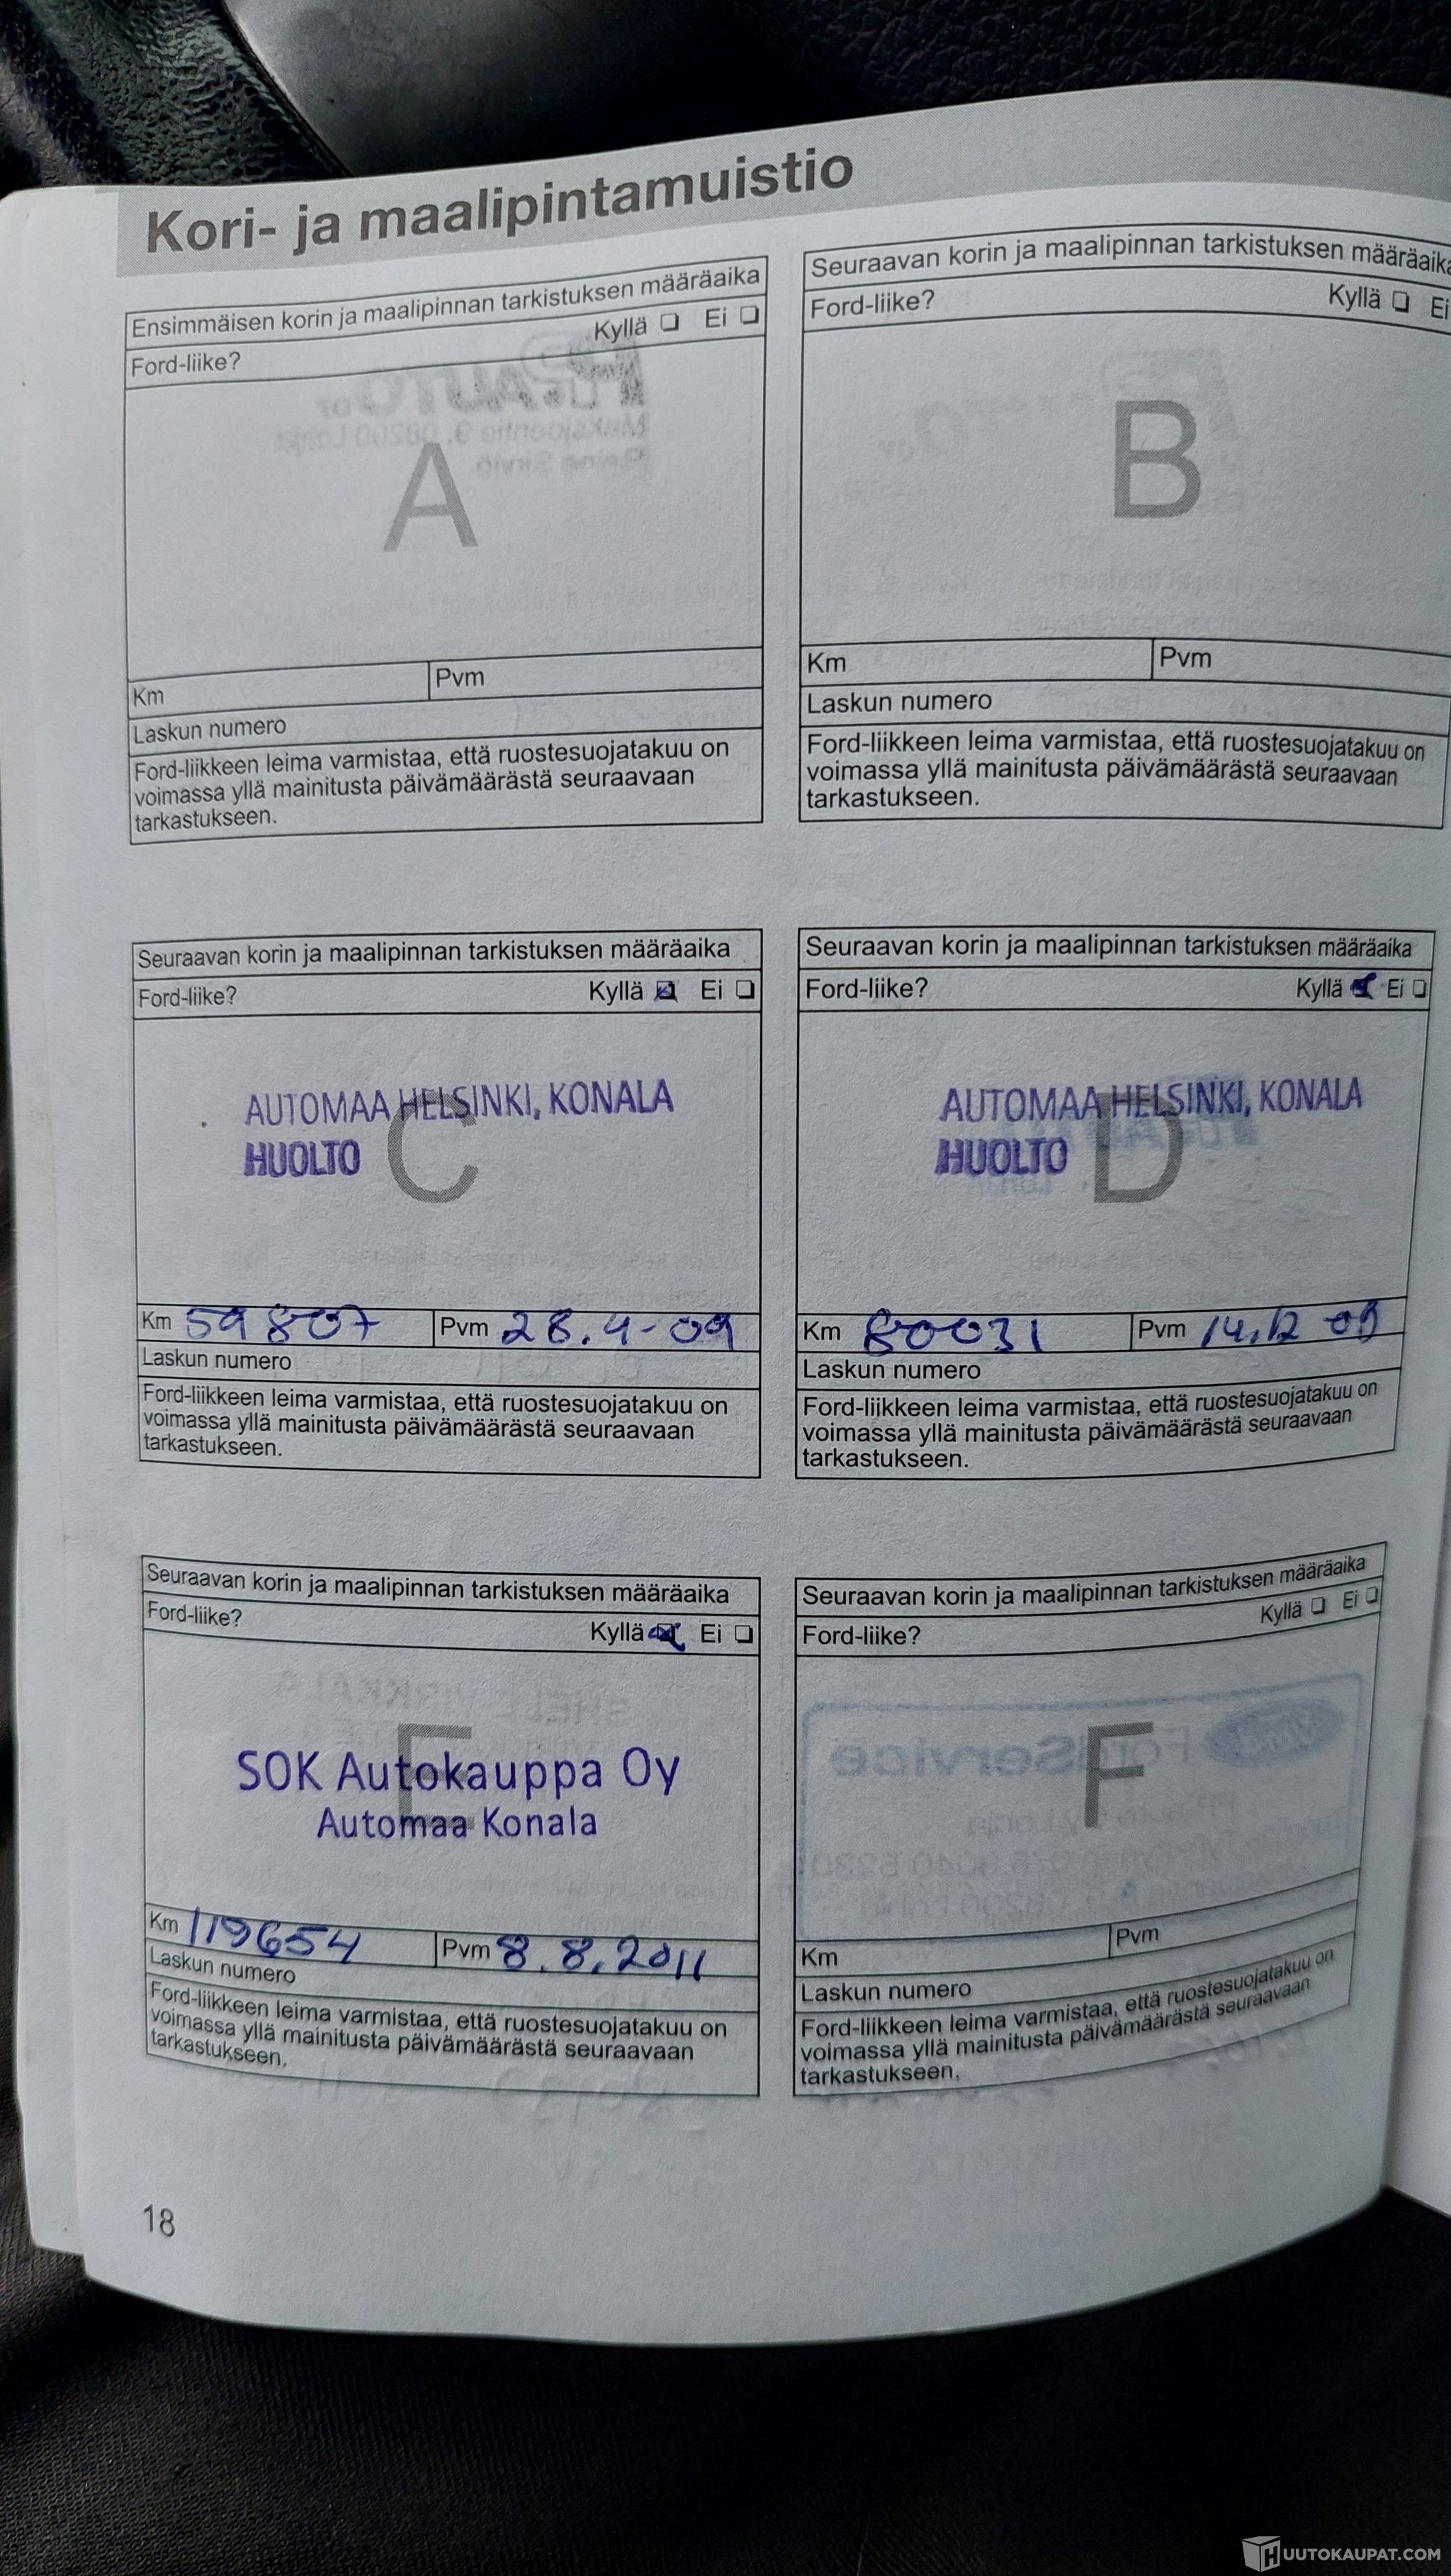 Kori- ja maalipintamuistio
Ensimmäisen korin ja maalipinnan tarkistuksen määräaika
Ford-liike? Kyllä ❑ Ei ❑
A
Km Pvm
Laskun numero
Ford-liikkeen leima varmistaa, että ruostesuojatakuu on
voimassa yllä mainitusta päivämäärästä seuraavaan
tarkastukseen.
Seuraavan korin ja maalipinnan tarkistuksen määräaika
Ford-liike? Kyllä ❑ Ei
B
Km Pvm
Laskun numero
Ford-liikkeen leima varmistaa, että ruostesuojatakuu on
voimassa yllä mainitusta päivämäärästä seuraavaan
tarkastukseen.
Seuraavan korin ja maalipinnan tarkistuksen määräaika
Ford-liike? Kyllä ❑ Ei ❑
AUTOMAA HELSINKI, KONALA
HUOLTO
C
Km 59807 Pvm 28.4-09
Laskun numero
Ford-liikkeen leima varmistaa, että ruostesuojatakuu on
voimassa yllä mainitusta päivämäärästä seuraavaan
tarkastukseen.
Seuraavan korin ja maalipinnan tarkistuksen määräaika
Ford-liike? Kyllä ❑ Ei ❑
AUTOMAA HELSINKI, KONALA
HUOLTO
D
Km 80031 Pvm 14.12 09
Laskun numero
Ford-liikkeen leima varmistaa, että ruostesuojatakuu on
voimassa yllä mainitusta päivämäärästä seuraavaan
tarkastukseen.
Seuraavan korin ja maalipinnan tarkistuksen määräaika
Ford-liike? Kyllä ❑ Ei ❑
E
SOK Autokauppa Oy
Automaa Konala
Km 119654 Pvm 8.8.2011
Laskun numero
Ford-liikkeen leima varmistaa, että ruostesuojatakuu on
voimassa yllä mainitusta päivämäärästä seuraavaan
tarkastukseen.
Seuraavan korin ja maalipinnan tarkistuksen määräaika
Ford-liike? Kyllä ❑ Ei ❑
F
Km Pvm
Laskun numero
Ford-liikkeen leima varmistaa, että ruostesuojatakuu on
voimassa yllä mainitusta päivämäärästä seuraavaan
tarkastukseen.
18
HUUTOKAUPAT.COM